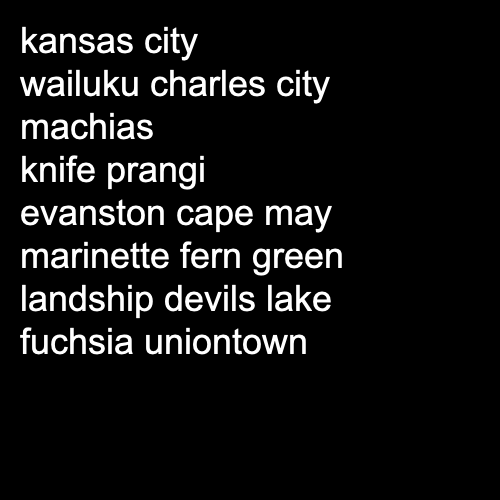 kansas city
wailuku charles city
machias
knife prangi
evanston cape may
marinette fern green
landship devils lake
fuchsia uniontown